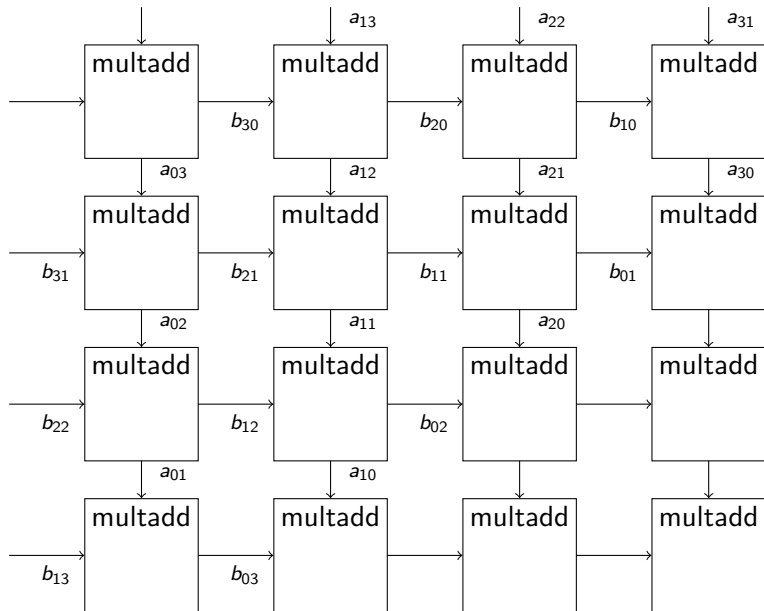 a₁₃ a₂₂ a₃₁
multadd multadd multadd multadd
b₃₀ b₂₀ b₁₀
a₀₃ a₁₂ a₂₁ a₃₀
multadd multadd multadd multadd
b₃₁ b₂₁ b₁₁ b₀₁
a₀₂ a₁₁ a₂₀
multadd multadd multadd multadd
b₂₂ b₁₂ b₀₂
a₀₁ a₁₀
multadd multadd multadd multadd
b₁₃ b₀₃